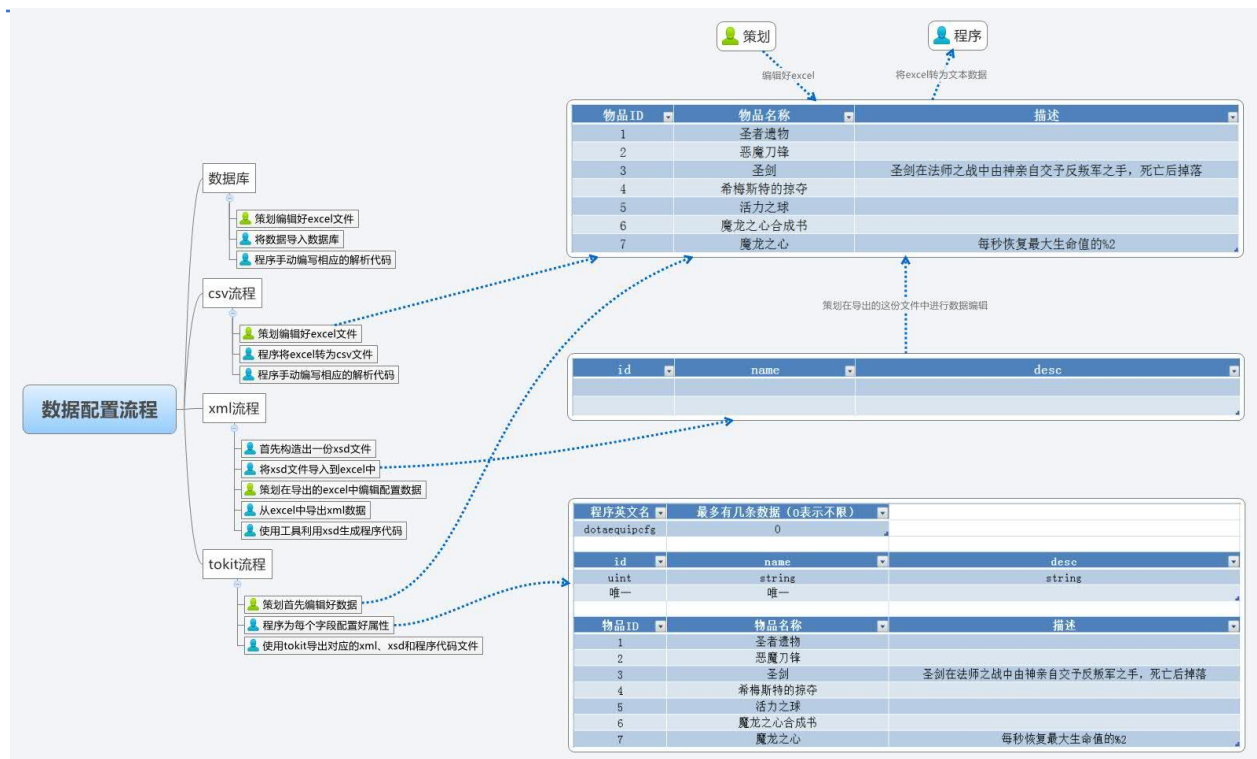 策划
程序
编辑好excel
将excel转为文本数据
物品ID 物品名称 描述
1 圣者遗物
2 恶魔刀锋
3 圣剑 圣剑在法师之战中由神亲自交予反叛军之手，死亡后掉落
4 希梅斯特的掠夺
5 活力之球
6 魔龙之心合成书
7 魔龙之心 每秒恢复最大生命值的%2
策划在导出的这份文件中进行数据编辑
id name desc
数据配置流程
数据库
策划编辑好excel文件
将数据导入数据库
程序手动编写相应的解析代码
csv流程
策划编辑好excel文件
程序将excel转为csv文件
程序手动编写相应的解析代码
xml流程
首先构造出一份xsd文件
将xsd文件导入到excel中
策划在导出的excel中编辑配置数据
从excel中导出xml数据
使用工具利用xsd生成程序代码
tokit流程
策划首先编辑好数据
程序为每个字段配置好属性
使用tokit导出对应的xml、xsd和程序代码文件
程序英文名 最多有几条数据（0表示不限）
dotaequipcfg 0
id name desc
uint string string
唯一 唯一
物品ID 物品名称 描述
1 圣者遗物
2 恶魔刀锋
3 圣剑 圣剑在法师之战中由神亲自交予反叛军之手，死亡后掉落
4 希梅斯特的掠夺
5 活力之球
6 魔龙之心合成书
7 魔龙之心 每秒恢复最大生命值的%2